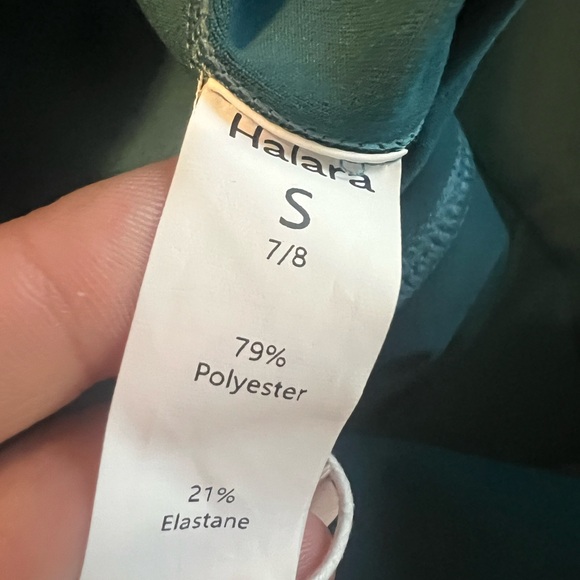 Halara
S
7/8
79%
Polyester
21%
Elastane